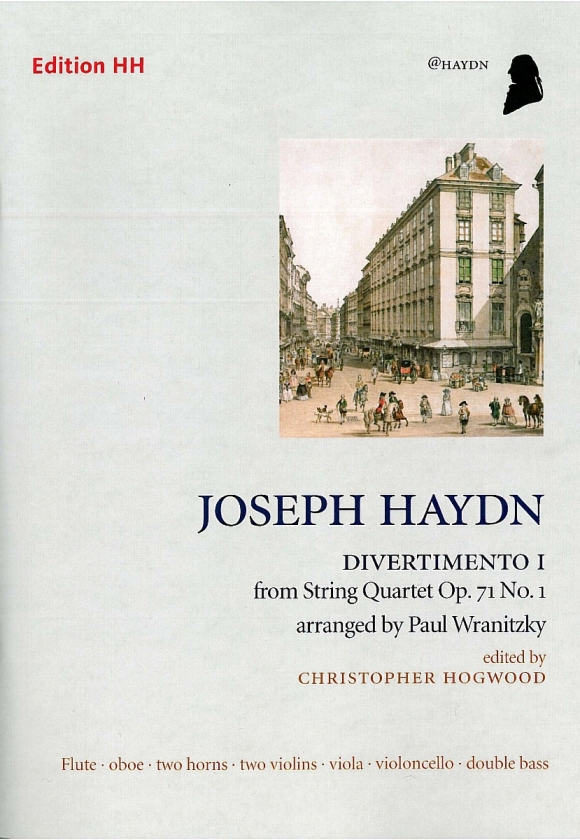 Edition HH
@HAYDN
JOSEPH HAYDN
DIVERTIMENTO I
from String Quartet Op. 71 No. 1
arranged by Paul Wranitzky
edited by
CHRISTOPHER HOGWOOD
Flute · oboe · two horns · two violins · viola · violoncello · double bass